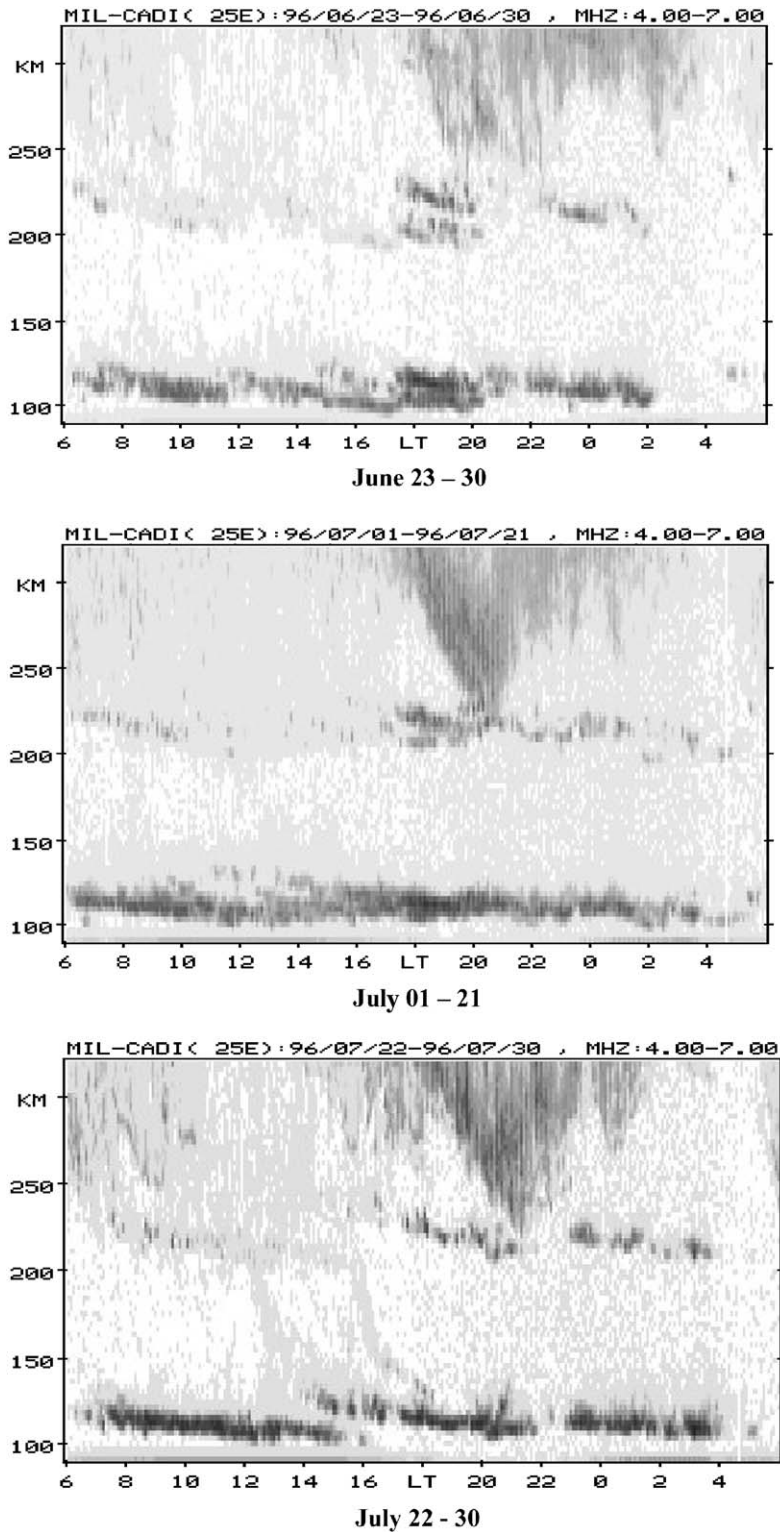 MIL-CADI( 25E):96/06/23-96/06/30 , MHZ:4.00-7.00
KM
250
200
150
100
6 8 10 12 14 16 LT 20 22 0 2 4
June 23 – 30
MIL-CADI( 25E):96/07/01-96/07/21 , MHZ:4.00-7.00
KM
250
200
150
100
6 8 10 12 14 16 LT 20 22 0 2 4
July 01 – 21
MIL-CADI( 25E):96/07/22-96/07/30 , MHZ:4.00-7.00
KM
250
200
150
100
6 8 10 12 14 16 LT 20 22 0 2 4
July 22 - 30